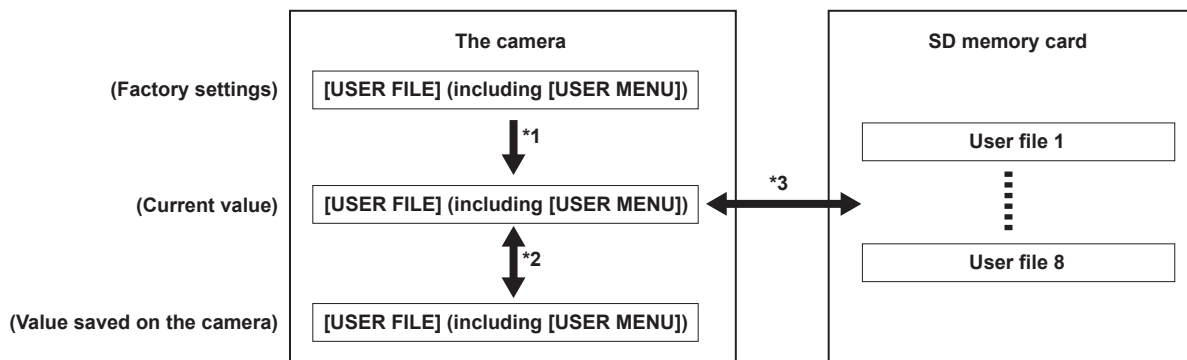 The camera
SD memory card
(Factory settings)
[USER FILE] (including [USER MENU])
*1
User file 1
(Current value)
[USER FILE] (including [USER MENU])
*3
*2
User file 8
(Value saved on the camera)
[USER FILE] (including [USER MENU])